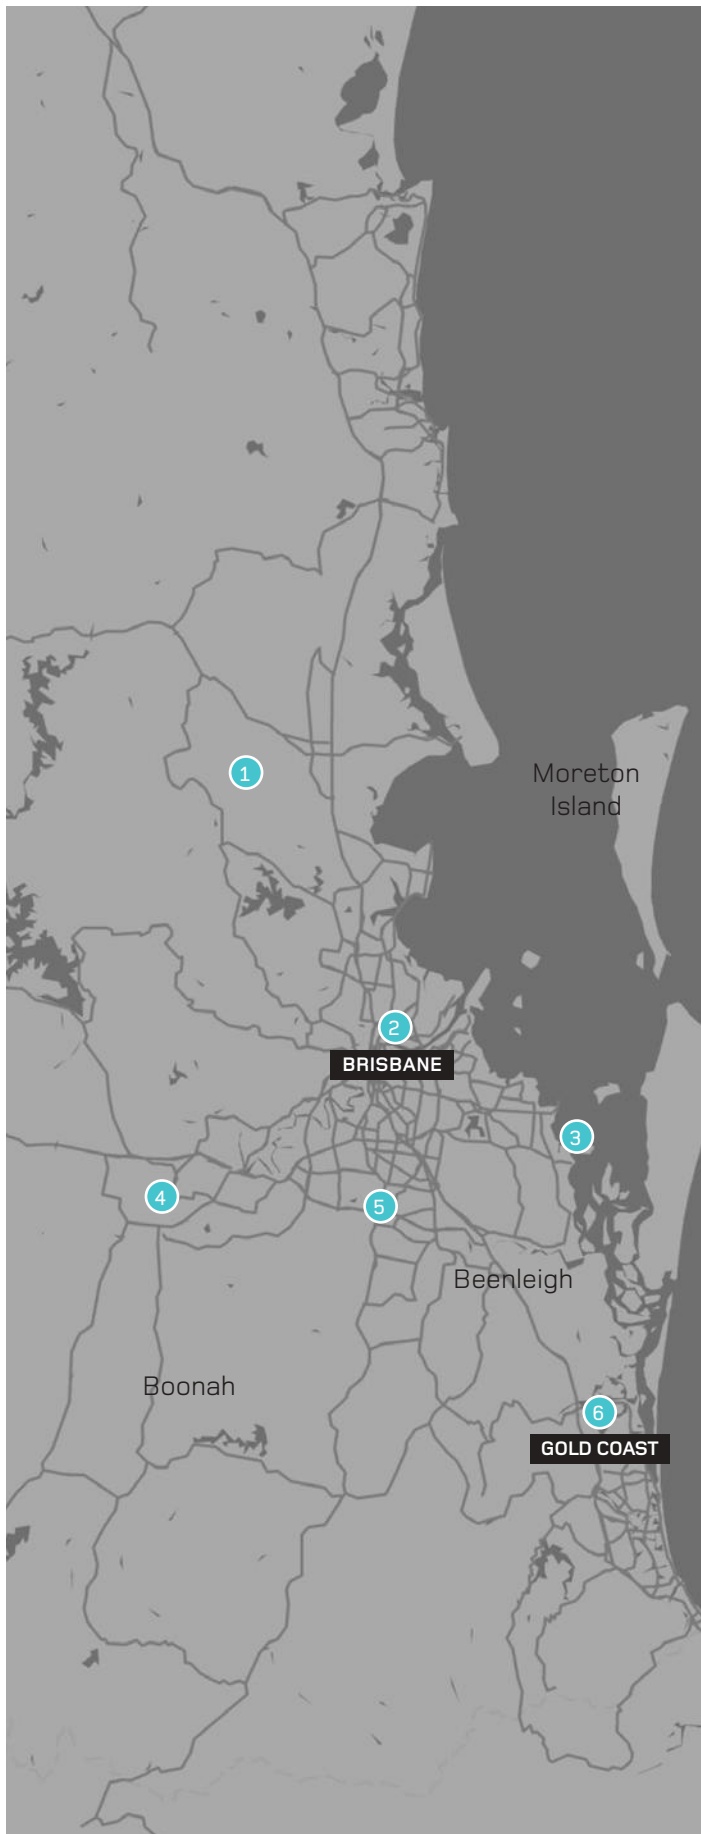 Moreton
Island
1
2
BRISBANE
3
4
5
Beenleigh
Boonah
6
GOLD COAST